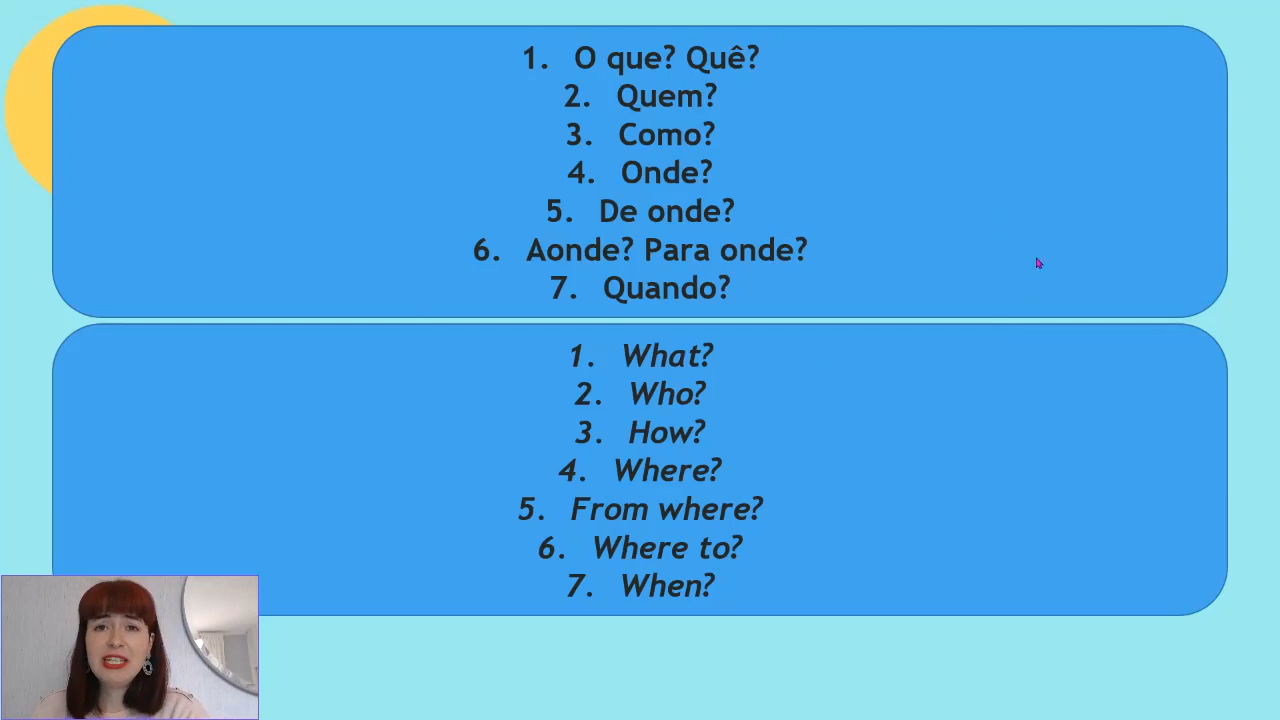 1. O que? Quê?
2. Quem?
3. Como?
4. Onde?
5. De onde?
6. Aonde? Para onde?
7. Quando?
1. What?
2. Who?
3. How?
4. Where?
5. From where?
6. Where to?
7. When?